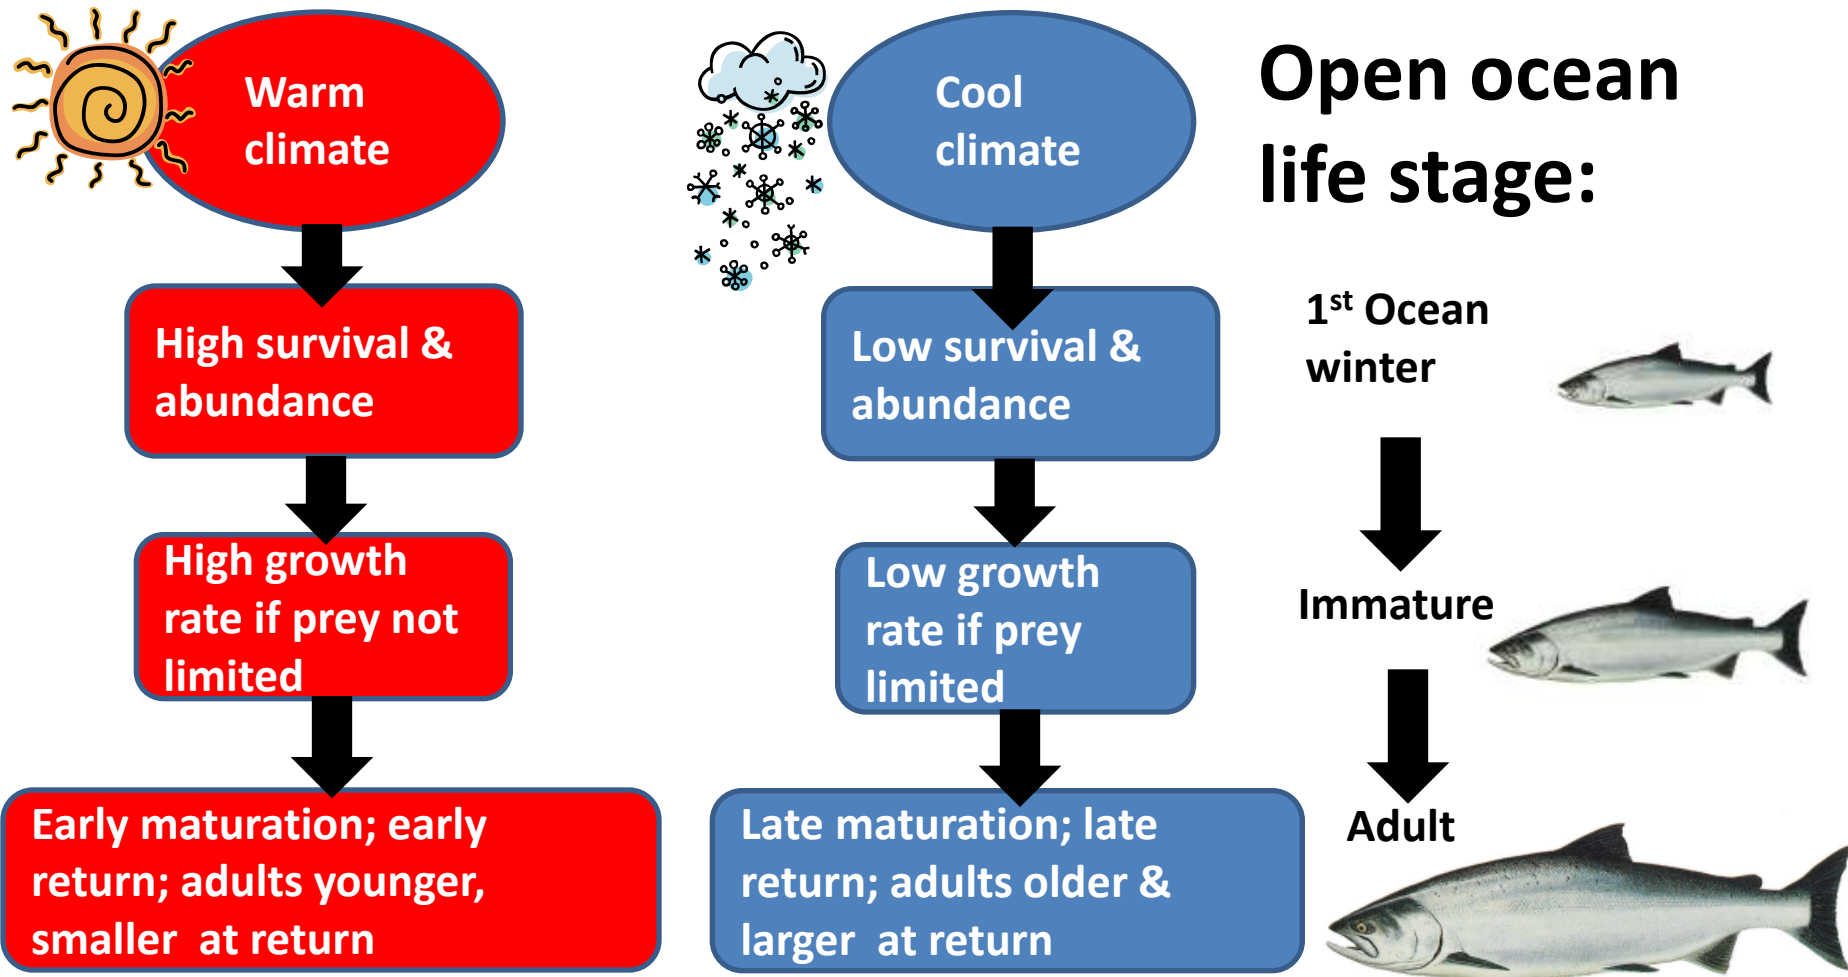 Warm
climate
High survival &
abundance
High growth
rate if prey not
limited
Early maturation; early
return; adults younger,
smaller  at return
Cool
climate
Low survival &
abundance
Low growth
rate if prey
limited
Late maturation; late
return; adults older &
larger  at return
Open ocean
life stage:
1st Ocean
winter
Immature
Adult